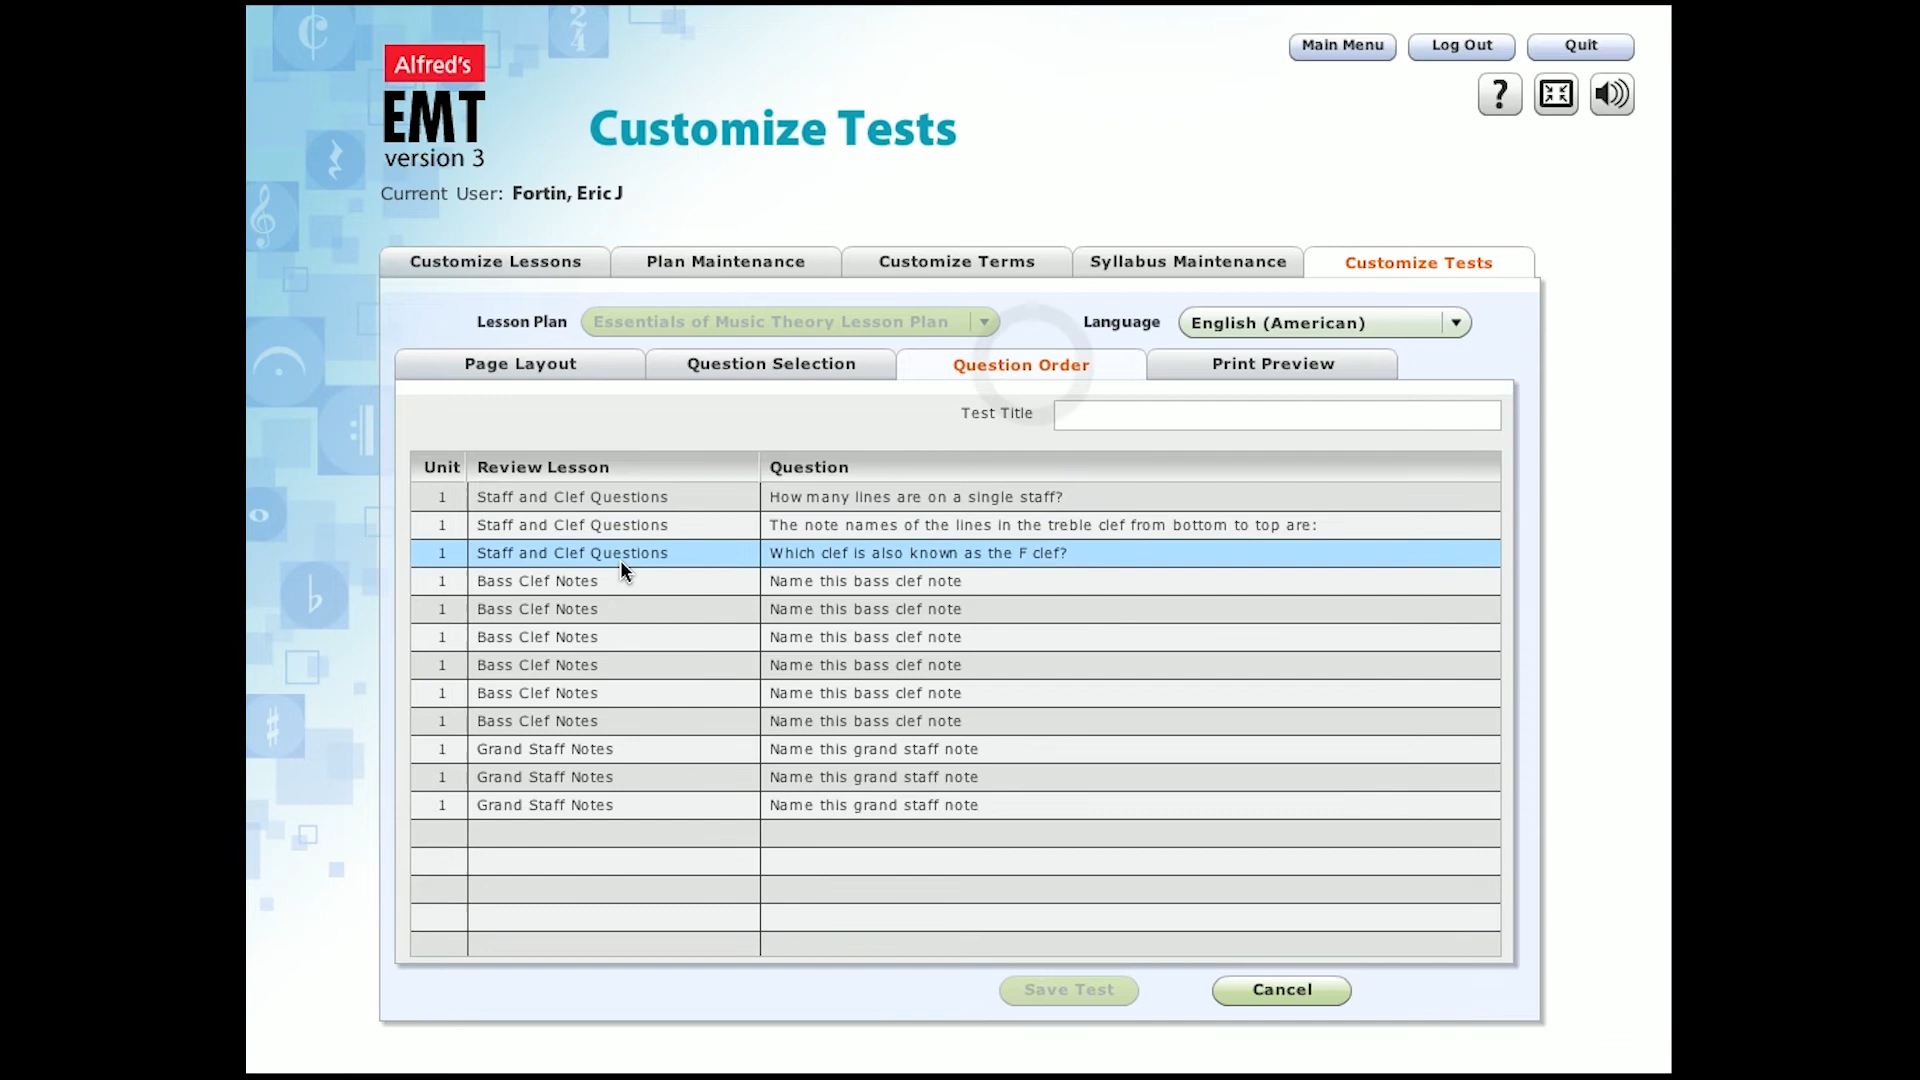 Main Menu Log Out Quit
Alfred's
EMT
version 3
?
Customize Tests
Current User: Fortin, Eric J
Customize Lessons Plan Maintenance Customize Terms Syllabus Maintenance Customize Tests
Lesson Plan Essentials of Music Theory Lesson Plan Language English (American)
Page Layout Question Selection Question Order Print Preview
Test Title
Unit Review Lesson Question
1 Staff and Clef Questions How many lines are on a single staff?
1 Staff and Clef Questions The note names of the lines in the treble clef from bottom to top are:
1 Staff and Clef Questions Which clef is also known as the F clef?
1 Bass Clef Notes Name this bass clef note
1 Bass Clef Notes Name this bass clef note
1 Bass Clef Notes Name this bass clef note
1 Bass Clef Notes Name this bass clef note
1 Bass Clef Notes Name this bass clef note
1 Bass Clef Notes Name this bass clef note
1 Grand Staff Notes Name this grand staff note
1 Grand Staff Notes Name this grand staff note
1 Grand Staff Notes Name this grand staff note
Save Test Cancel